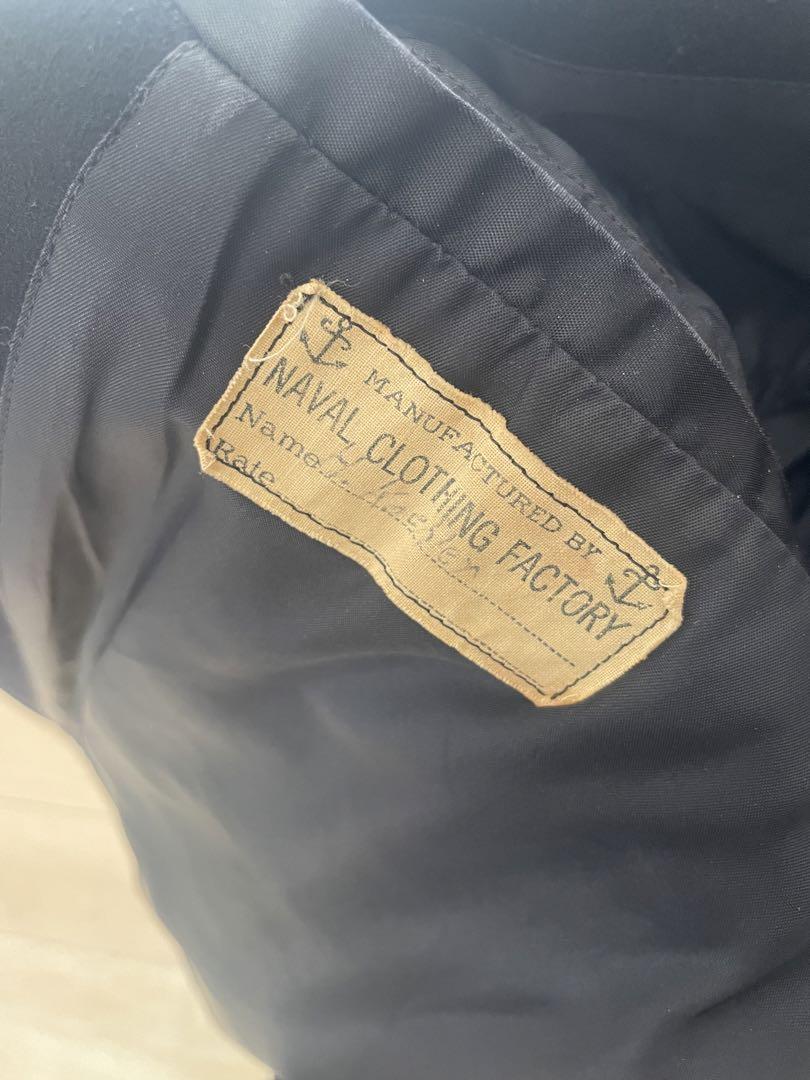 MANUFACTURED BY
NAVAL CLOTHING FACTORY
Name
Rate